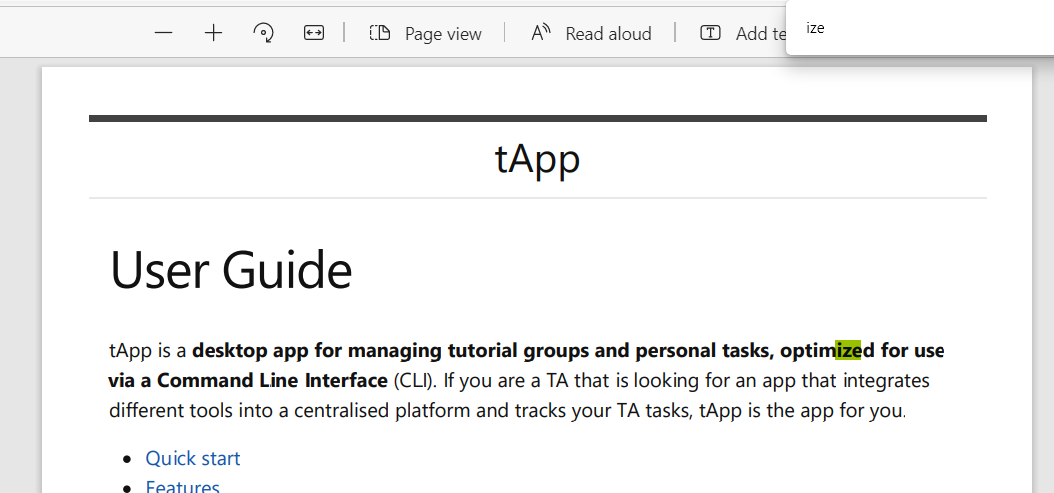 Page view
Read aloud
Add te
ize
tApp
User Guide
tApp is a desktop app for managing tutorial groups and personal tasks, optimized for use
via a Command Line Interface (CLI). If you are a TA that is looking for an app that integrates
different tools into a centralised platform and tracks your TA tasks, tApp is the app for you.
Quick start
Features